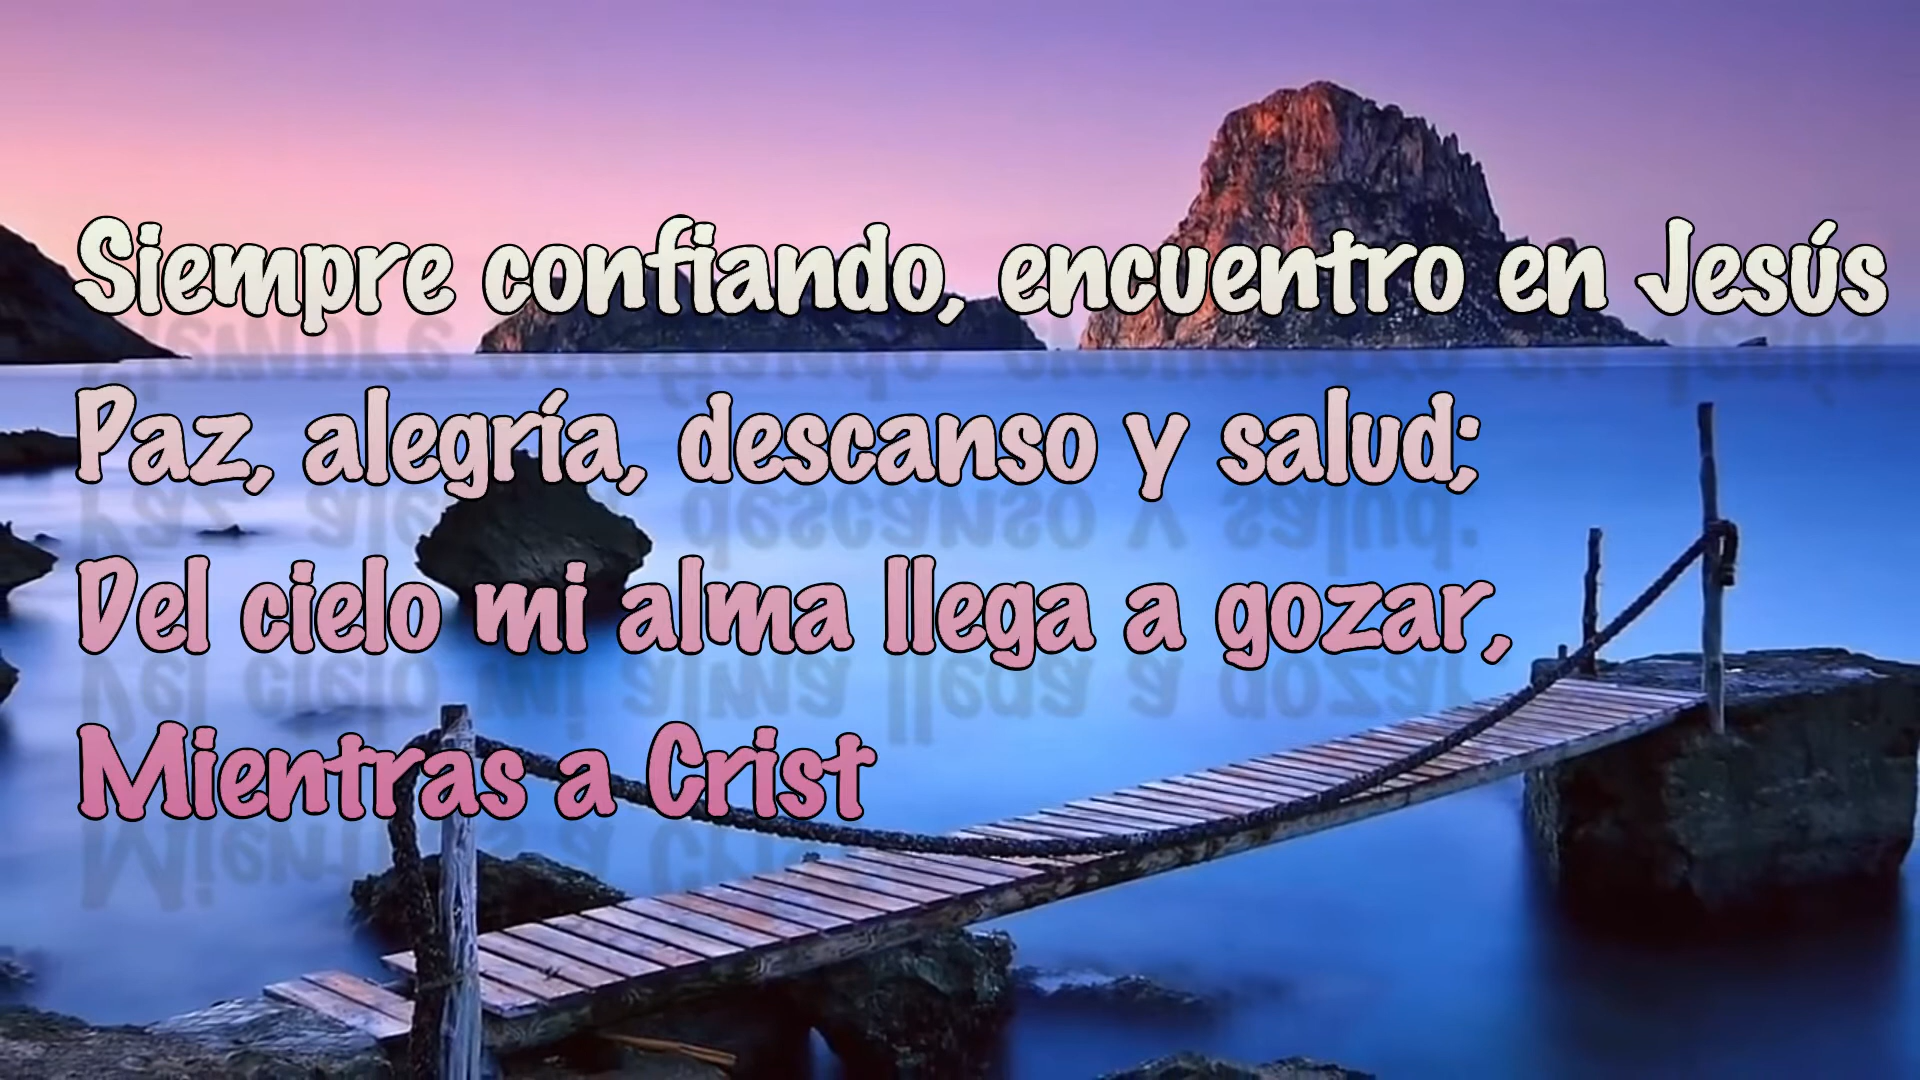 Siempre confiando, encuentro en Jesús
Paz, alegría, descanso y salud;
Del cielo mi alma llega a gozar,
Mientras a Crist